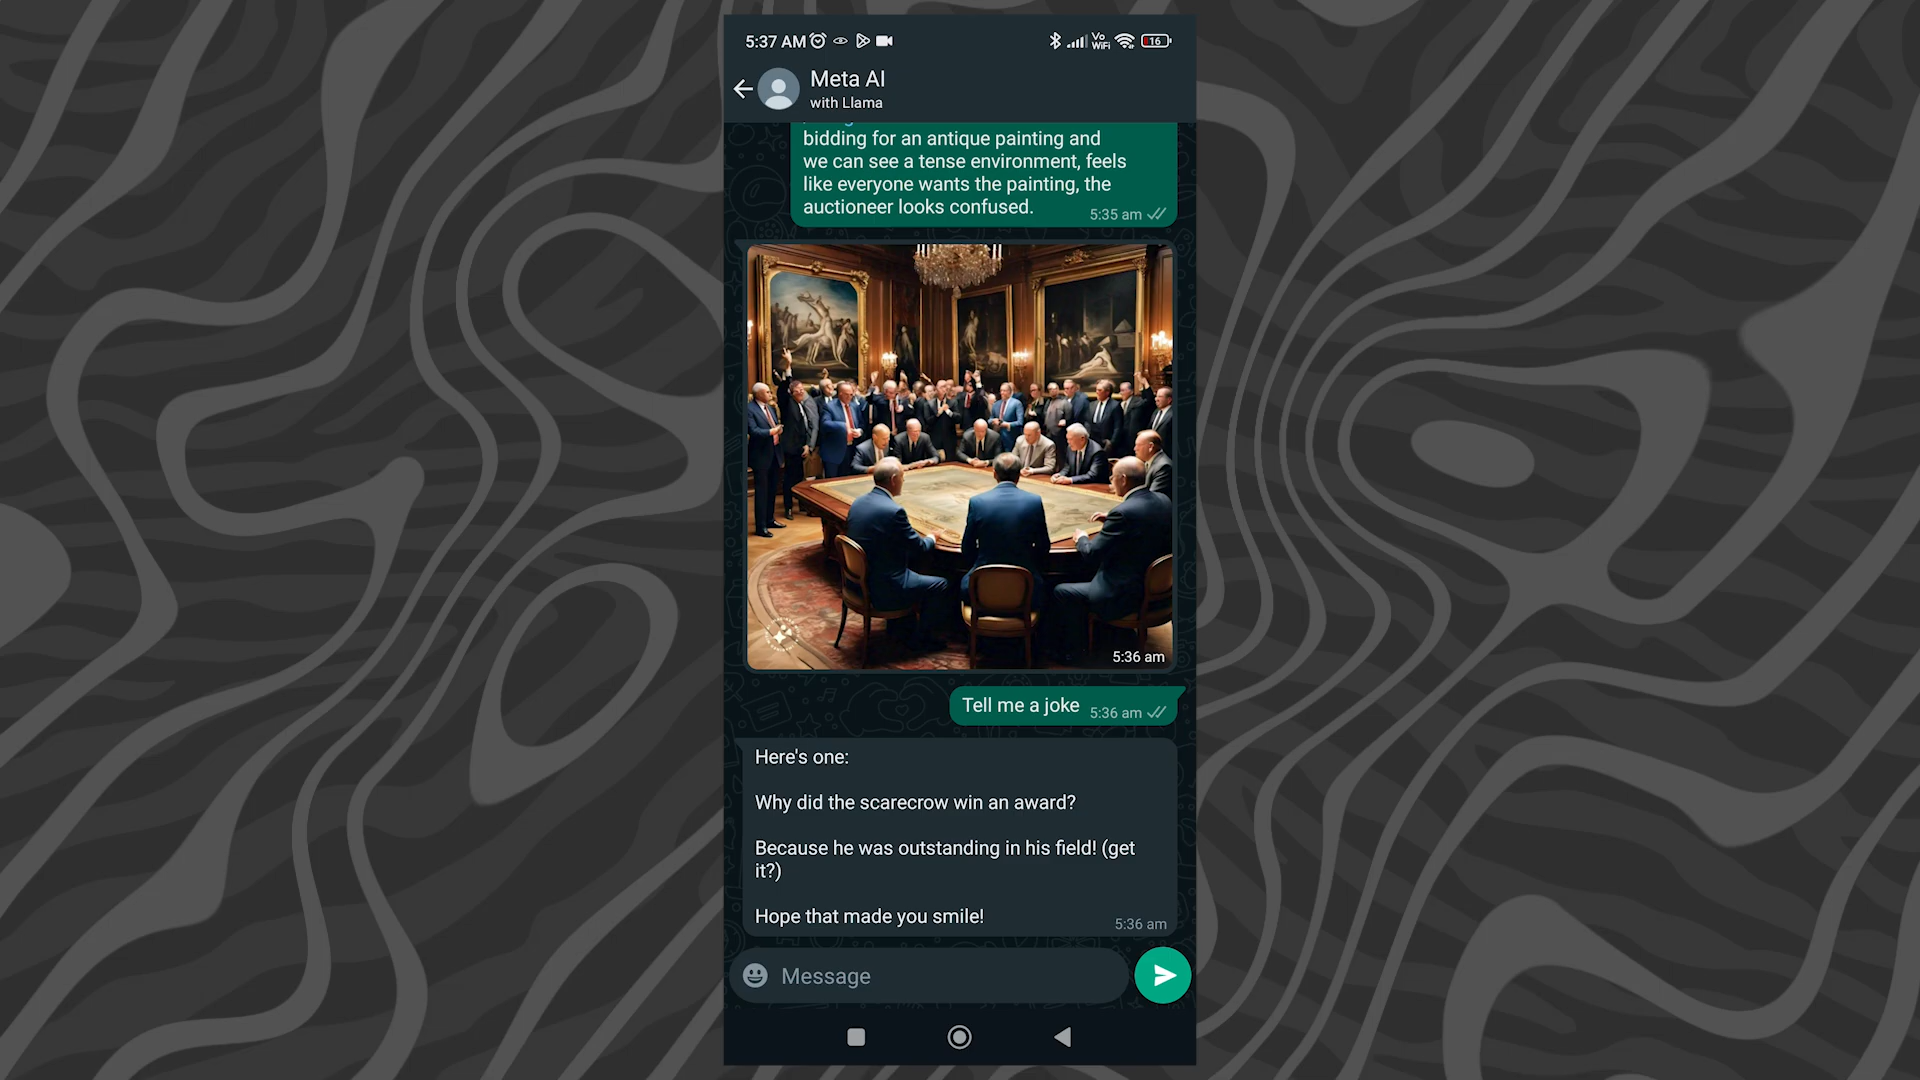 5:37 AM
Vo
WiFi
16
Meta AI
with Llama
bidding for an antique painting and
we can see a tense environment, feels
like everyone wants the painting, the
auctioneer looks confused.
5:35 am
5:36 am
Tell me a joke
5:36 am
Here's one:
Why did the scarecrow win an award?
Because he was outstanding in his field! (get
it?)
Hope that made you smile!
5:36 am
Message